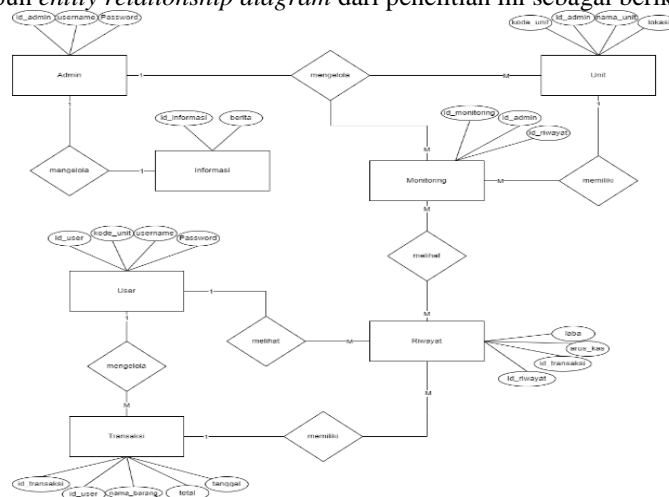 entity relationship diagram dari penelitian ini sebagai
id_admin username Password
kode_unit id_admin nama_unit lokasi
Admin 1 mengelola M Unit
1 1
id_monitoring
id_informasi berita id_admin
id_riwayat
M
mengelola 1 Informasi Monitoring M memiliki
M
id_user kode_unit username Password
melihat
User 1
M
1 laba
melihat M Riwayat arus_kas
mengelola id_transaksi
id_riwayat
M M
Transaksi 1 memiliki
id_transaksi tanggal
id_user nama_barang total